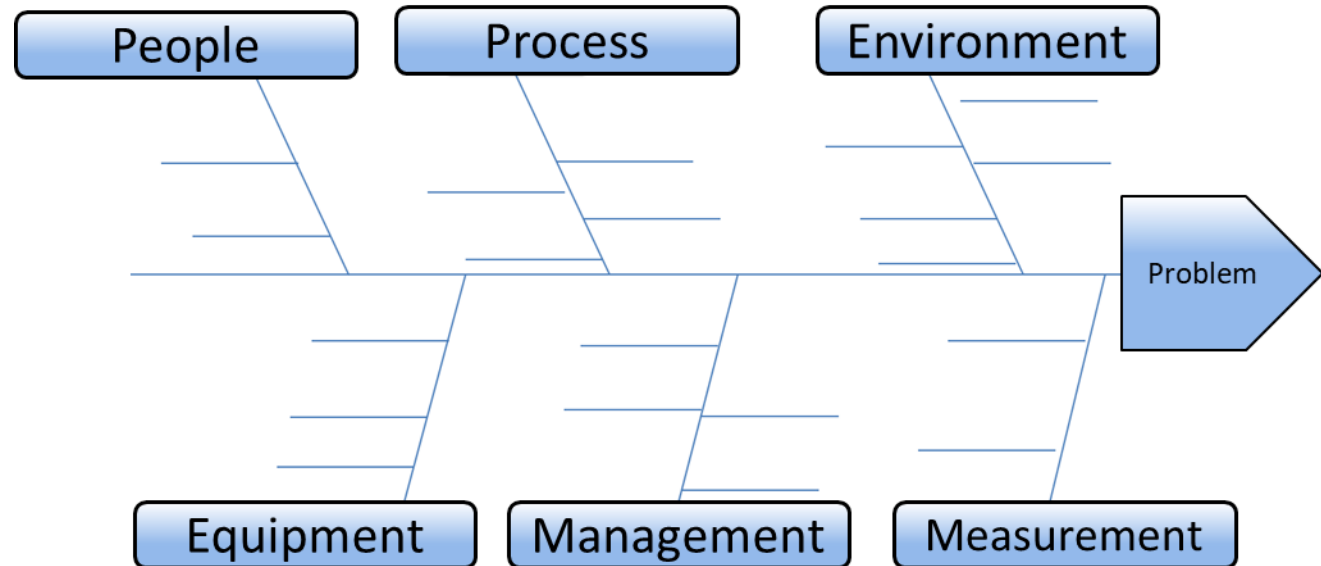 People
Process
Environment
Problem
Equipment
Management
Measurement